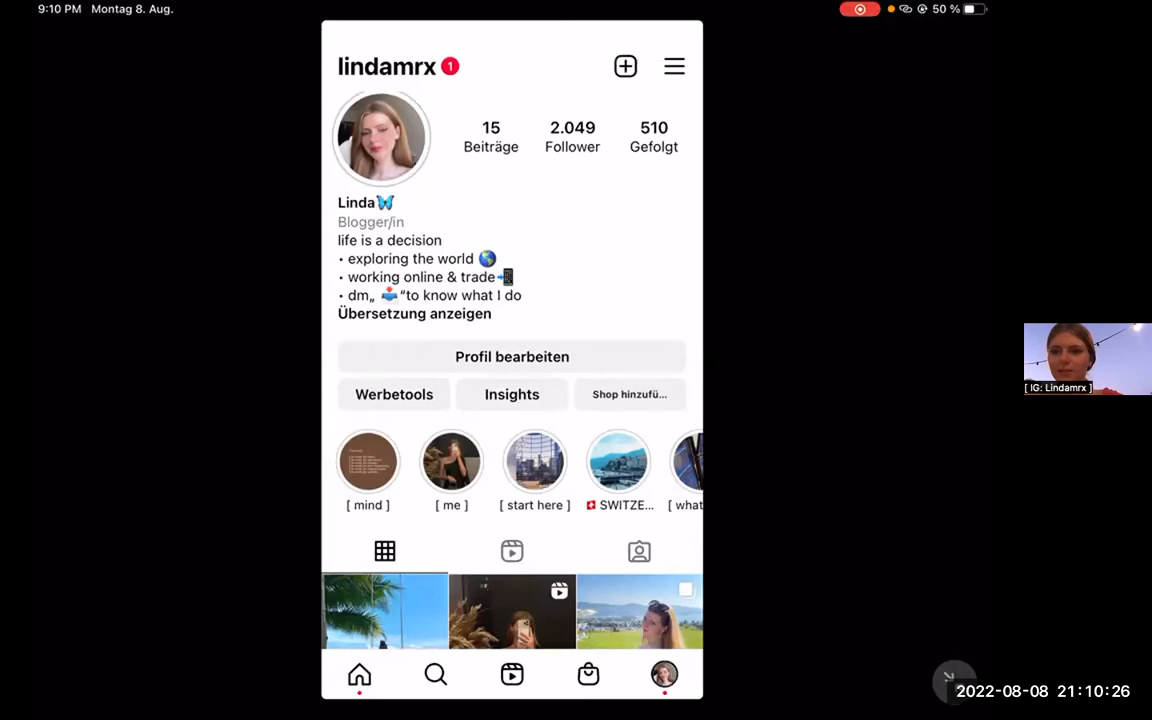 9:10 PM Montag 8. Aug.
50 %
lindamrx 1
15 2.049 510
Beiträge Follower Gefolgt
Linda🦋
Blogger/in
life is a decision
• exploring the world 🌎
• working online & trade📲
• dm„ 📥“to know what I do
Übersetzung anzeigen
Profil bearbeiten
Werbetools Insights Shop hinzufü...
[ mind ] [ me ] [ start here ] 🇨🇭 SWITZE... [ what
[ IG: Lindamrx ]
2022-08-08 21:10:26